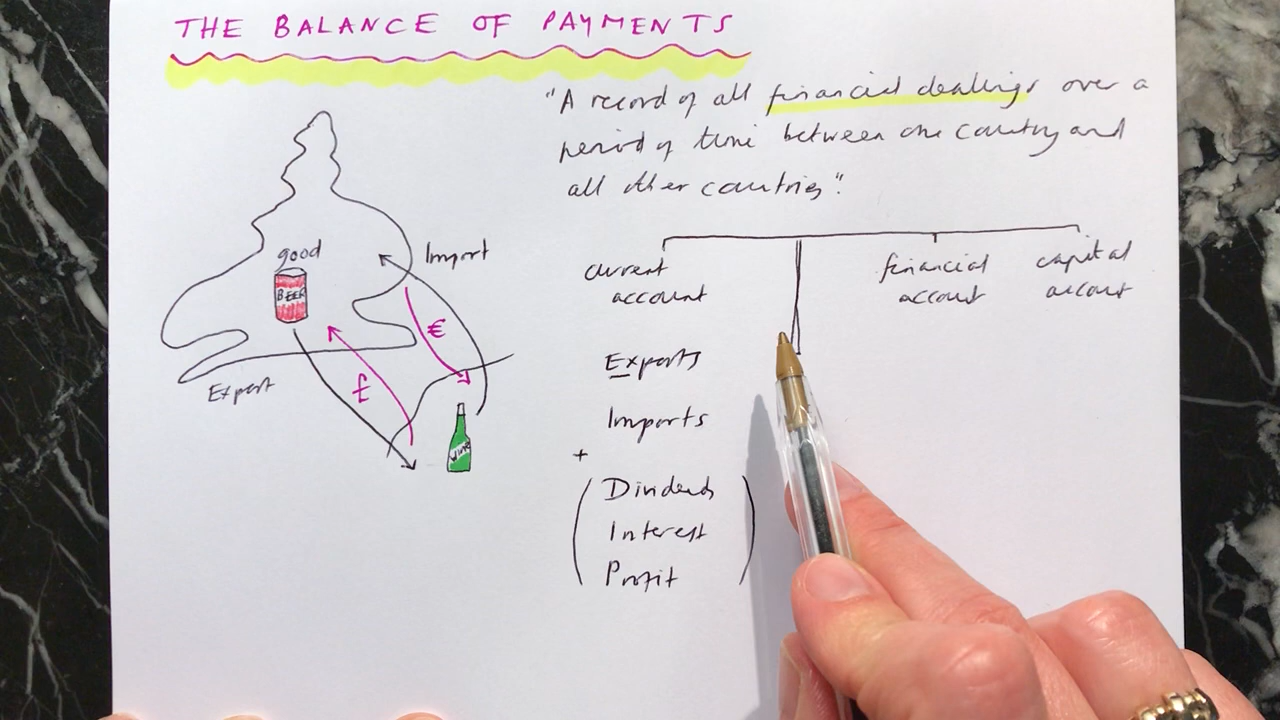 THE BALANCE OF PAYMENTS
"A record of all financial dealings over a
period of time between one country and
all other countries".
good
BEER
Import
€
£
Export
WINE
current
account
financial
account
capital
account
Exports
Imports
+
(Dividends
Interest
Profit)